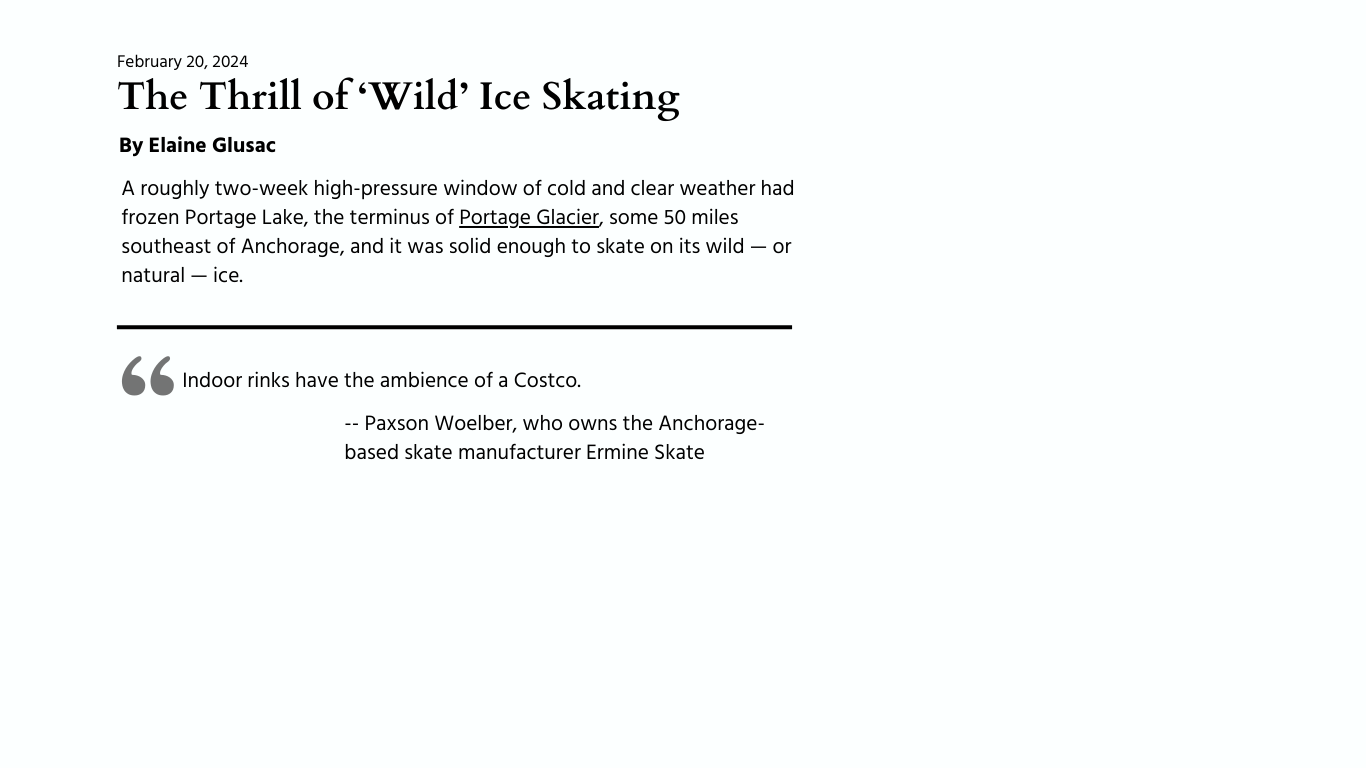 February 20, 2024
The Thrill of ‘Wild’ Ice Skating
By Elaine Glusac
A roughly two-week high-pressure window of cold and clear weather had
frozen Portage Lake, the terminus of Portage Glacier, some 50 miles
southeast of Anchorage, and it was solid enough to skate on its wild — or
natural — ice.
“ Indoor rinks have the ambience of a Costco.
-- Paxson Woelber, who owns the Anchorage-
based skate manufacturer Ermine Skate